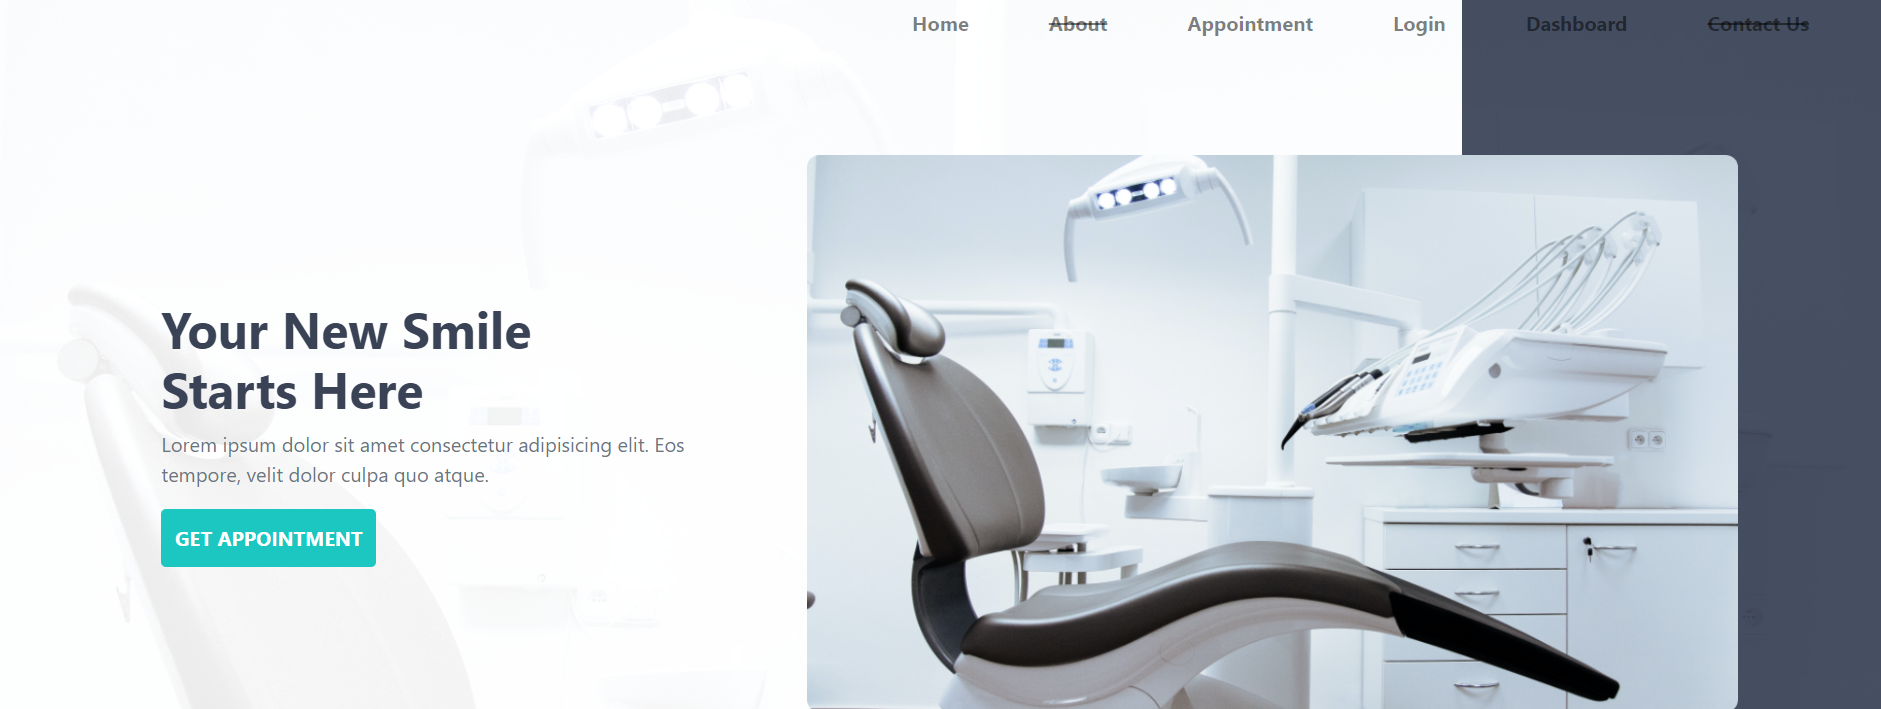 Home About Appointment Login Dashboard Contact Us
Your New Smile
Starts Here
Lorem ipsum dolor sit amet consectetur adipisicing elit. Eos
tempore, velit dolor culpa quo atque.
GET APPOINTMENT